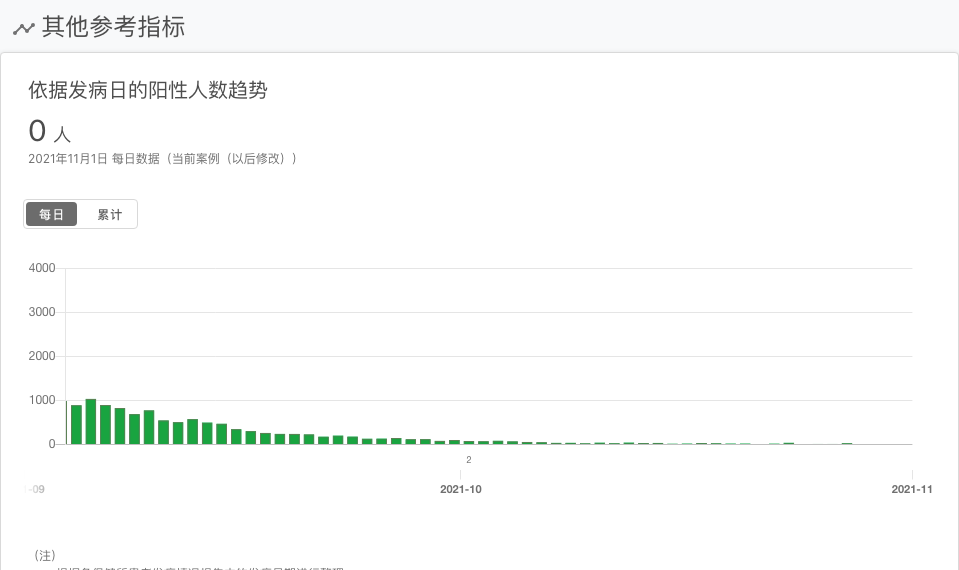 其他参考指标
依据发病日的阳性人数趋势
0 人
2021年11月1日 每日数据（当前案例（以后修改））
每日 累计
4000
3000
2000
1000
0
2
-09 2021-10 2021-11
（注）